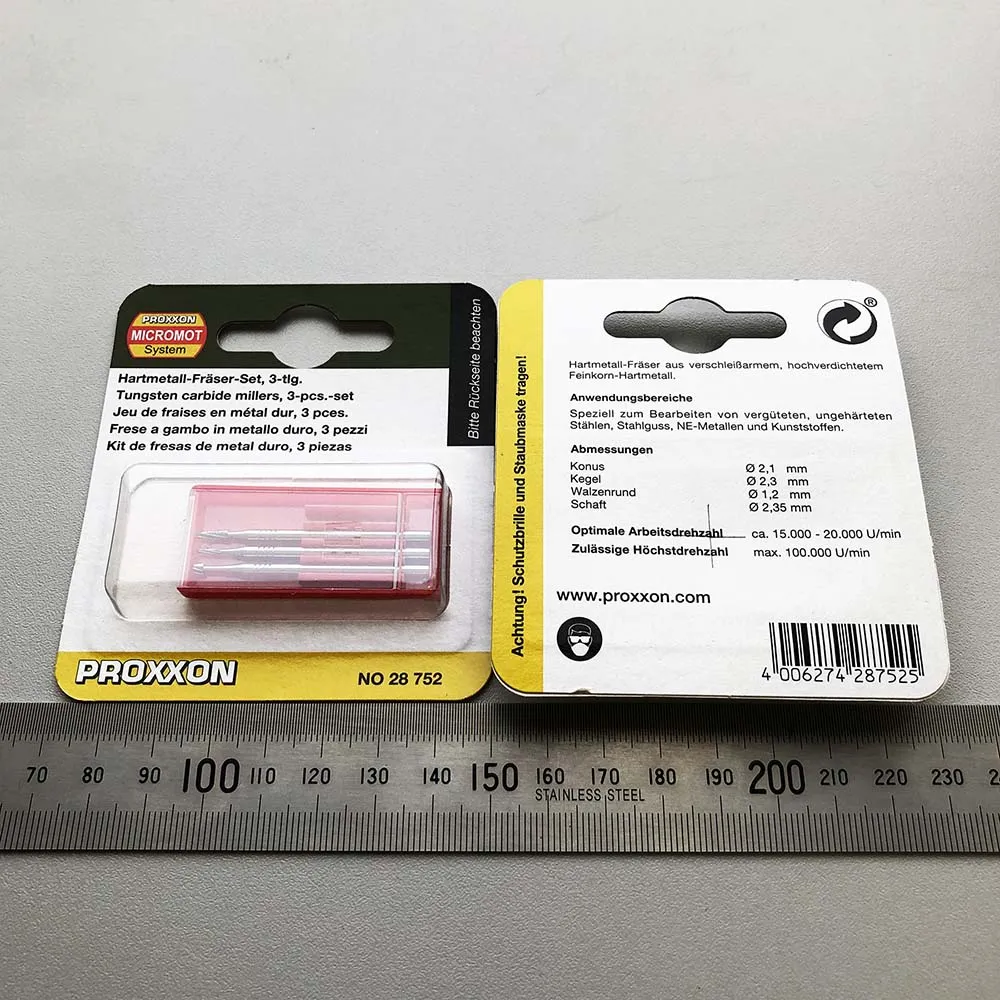 PROXXON
MICROMOT
System
Bitte Rückseite beachten
Hartmetall-Fräser-Set, 3-tlg.
Tungsten carbide millers, 3-pcs.-set
Jeu de fraises en métal dur, 3 pces.
Frese a gambo in metallo duro, 3 pezzi
Kit de fresas de metal duro, 3 piezas
PROXXON
NO 28 752
Achtung! Schutzbrille und Staubmaske tragen!
®
Hartmetall-Fräser aus verschleißarmem, hochverdichtetem
Feinkorn-Hartmetall.
Anwendungsbereiche
Speziell zum Bearbeiten von vergüteten, ungehärteten
Stählen, Stahlguss, NE-Metallen und Kunststoffen.
Abmessungen
Konus Ø 2,1 mm
Kegel Ø 2,3 mm
Walzenrund Ø 1,2 mm
Schaft Ø 2,35 mm
Optimale Arbeitsdrehzahl ca. 15.000 - 20.000 U/min
Zulässige Höchstdrehzahl max. 100.000 U/min
www.proxxon.com
4 006274 287525
70 80 90 100 110 120 130 140 150 160 170 180 190 200 210 220 230
STAINLESS STEEL